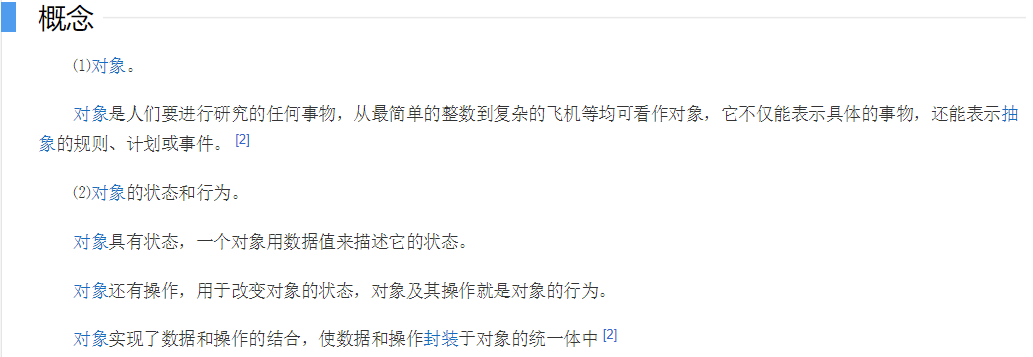 概念
⑴对象。
对象是人们要进行研究的任何事物，从最简单的整数到复杂的飞机等均可看作对象，它不仅能表示具体的事物，还能表示抽
象的规则、计划或事件。 [2]
⑵对象的状态和行为。
对象具有状态，一个对象用数据值来描述它的状态。
对象还有操作，用于改变对象的状态，对象及其操作就是对象的行为。
对象实现了数据和操作的结合，使数据和操作封装于对象的统一体中 [2]